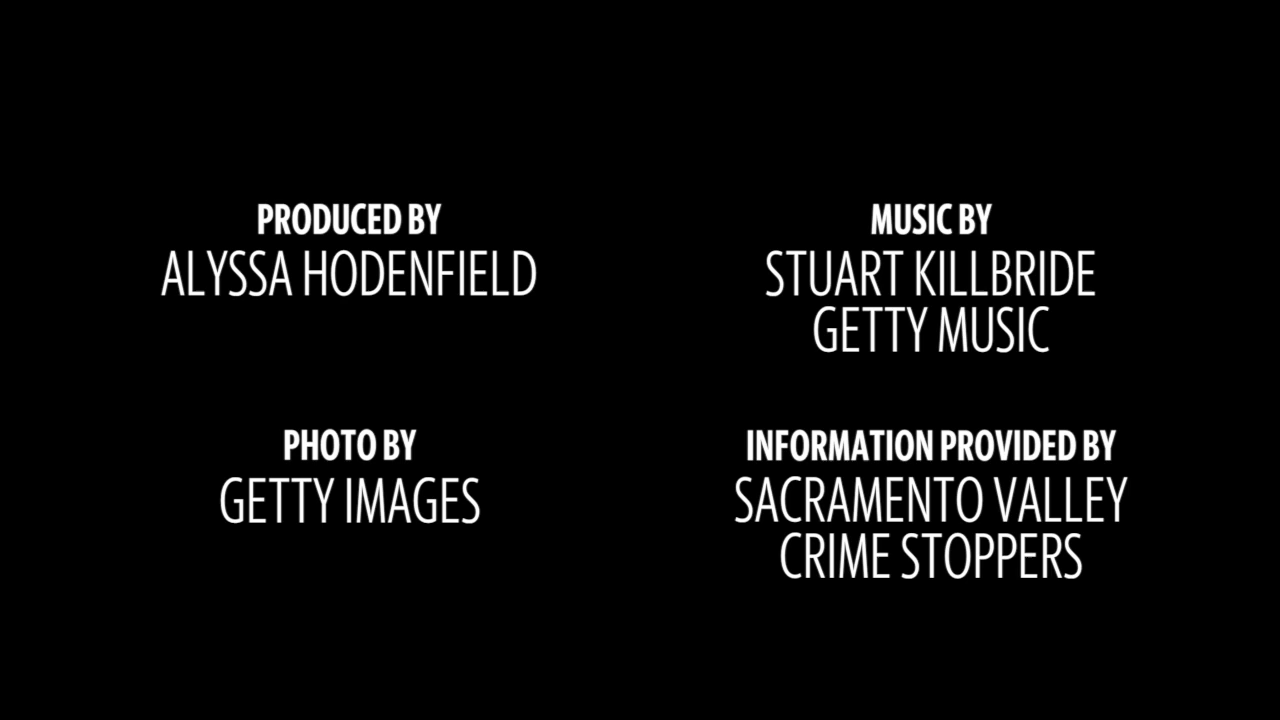 PRODUCED BY
ALYSSA HODENFIELD
MUSIC BY
STUART KILLBRIDE
GETTY MUSIC
PHOTO BY
GETTY IMAGES
INFORMATION PROVIDED BY
SACRAMENTO VALLEY
CRIME STOPPERS